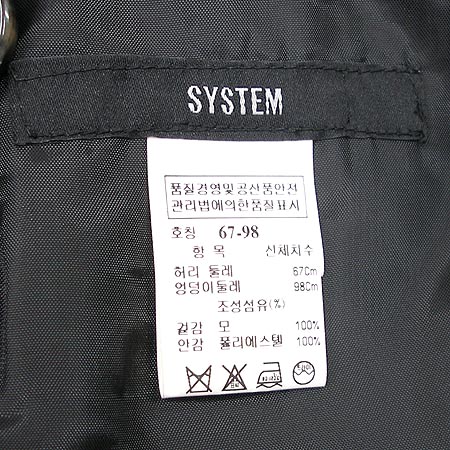 SYSTEM
품질경영및공산품안전
관리법에의한품질표시
호칭 67-98
항 목 신체치수
허리 둘레 67Cm
엉덩이둘레 98Cm
조성섬유(%)
겉감 모 100%
안감 폴리에스텔 100%